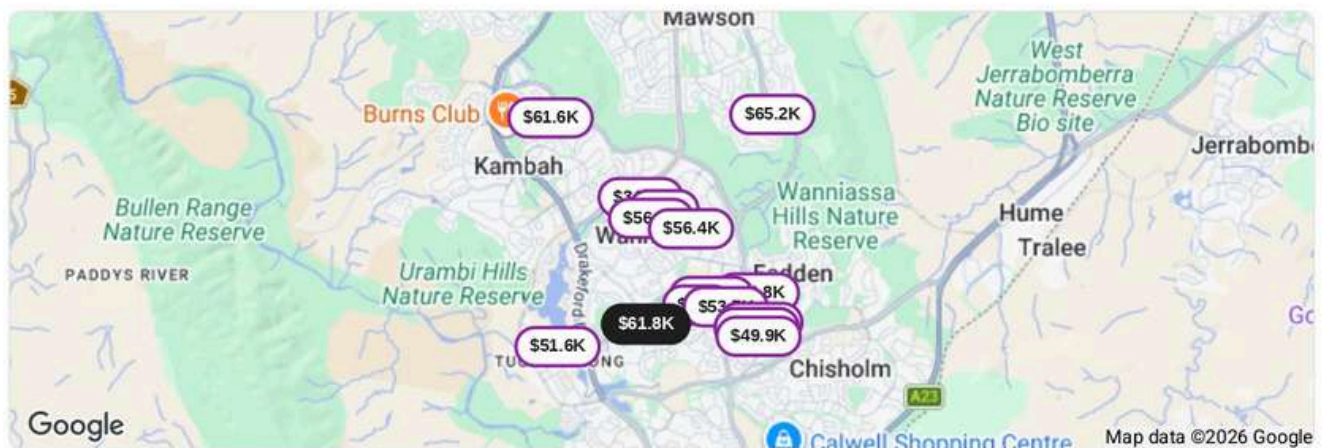 Mawson
West
Jerrabomberra
Nature Reserve
Bio site
Burns Club
$61.6K
$65.2K
Kambah
Wanniassa
Hills Nature
Reserve
Bullen Range
Nature Reserve
$56.4K
Hume
Tralee
PADDYS RIVER
Urambi Hills
Nature Reserve
Drakeford
$61.8K
$51.6K
$49.9K
Chisholm
A23
Google
Calwell Shopping Centre
Map data ©2026 Google